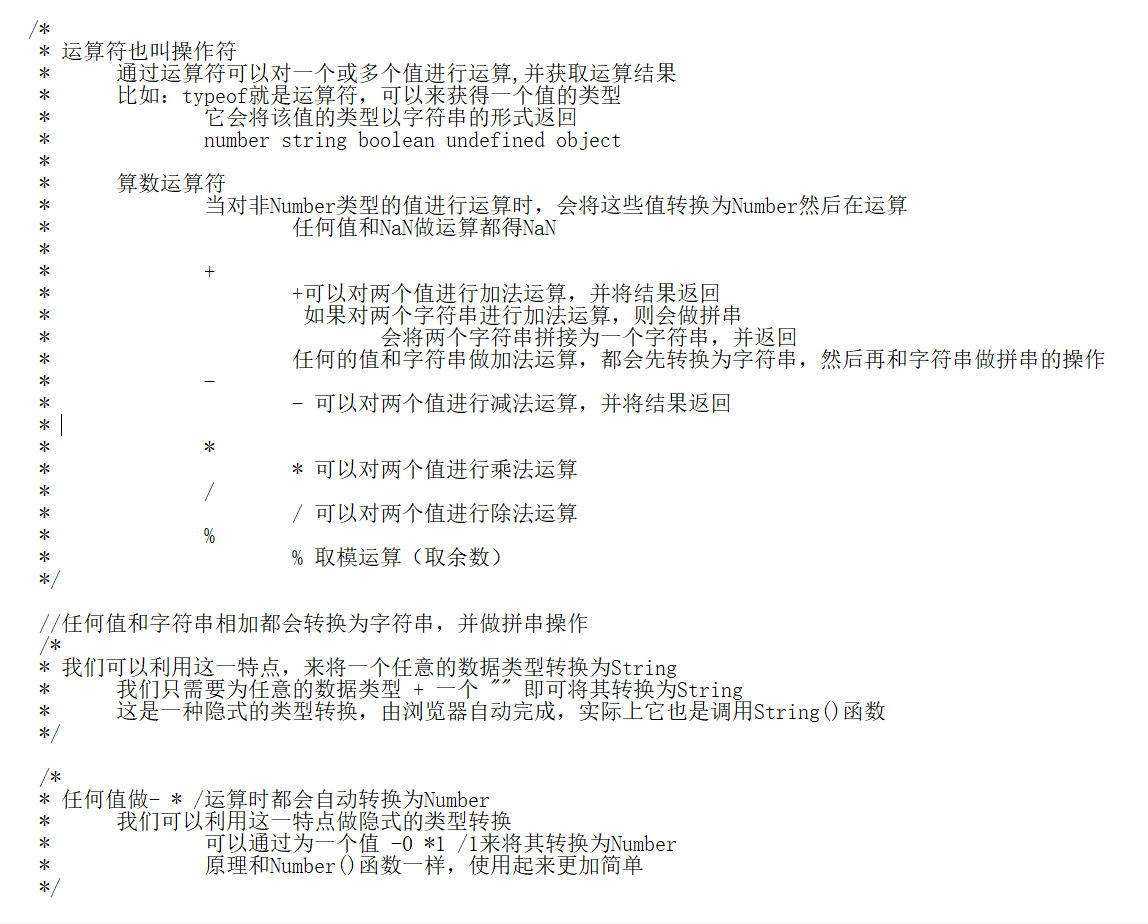 /*
* 运算符也叫操作符
* 通过运算符可以对一个或多个值进行运算,并获取运算结果
* 比如：typeof就是运算符，可以来获得一个值的类型
* 它会将该值的类型以字符串的形式返回
* number string boolean undefined object
*
* 算数运算符
* 当对非Number类型的值进行运算时，会将这些值转换为Number然后在运算
* 任何值和NaN做运算都得NaN
*
* +
* +可以对两个值进行加法运算，并将结果返回
* 如果对两个字符串进行加法运算，则会做拼串
* 会将两个字符串拼接为一个字符串，并返回
* 任何的值和字符串做加法运算，都会先转换为字符串，然后再和字符串做拼串的操作
* -
* - 可以对两个值进行减法运算，并将结果返回
*
* *
* * 可以对两个值进行乘法运算
* /
* / 可以对两个值进行除法运算
* %
* % 取模运算（取余数）
*/
//任何值和字符串相加都会转换为字符串，并做拼串操作
/*
* 我们可以利用这一特点，来将一个任意的数据类型转换为String
* 我们只需要为任意的数据类型 + 一个 "" 即可将其转换为String
* 这是一种隐式的类型转换，由浏览器自动完成，实际上它也是调用String()函数
*/
/*
* 任何值做- * /运算时都会自动转换为Number
* 我们可以利用这一特点做隐式的类型转换
* 可以通过为一个值 -0 *1 /1来将其转换为Number
* 原理和Number()函数一样，使用起来更加简单
*/